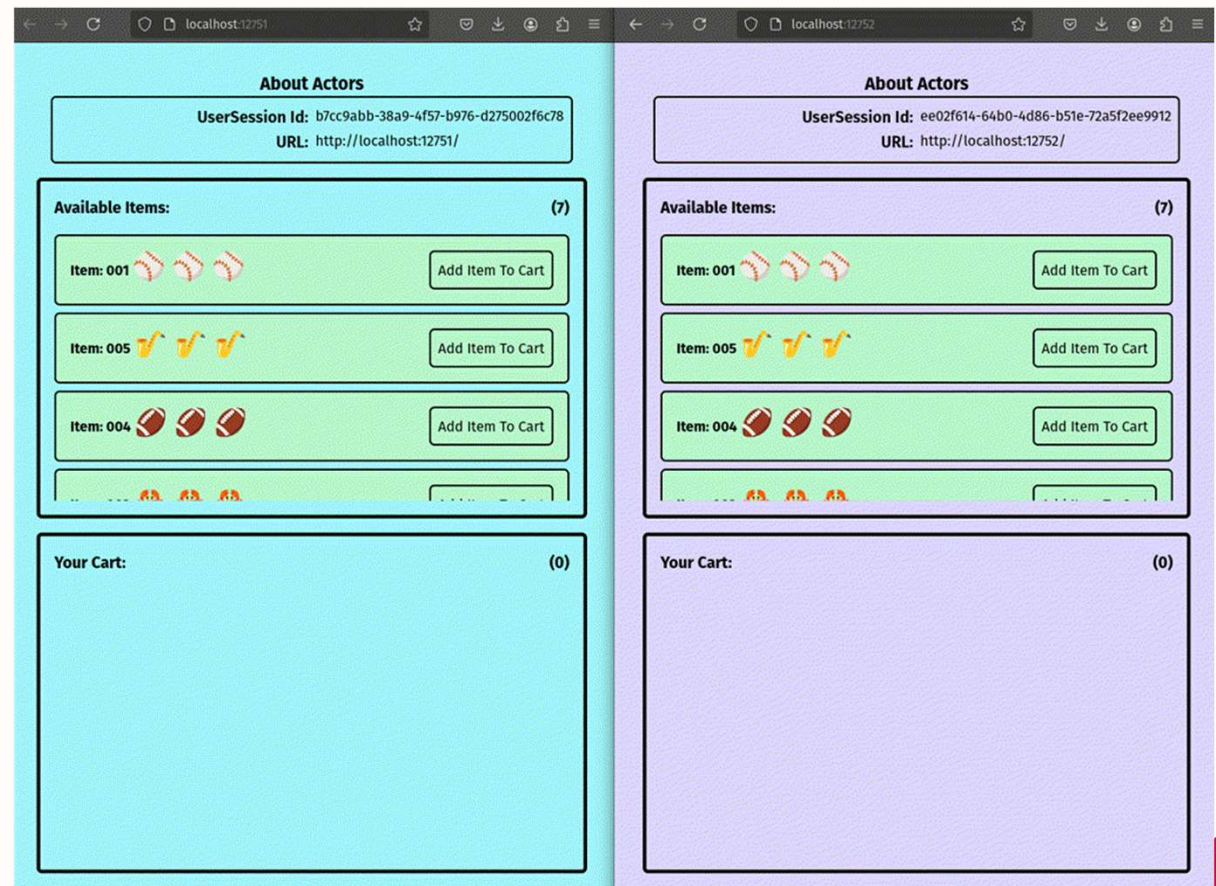 localhost:12751
About Actors
UserSession Id: b7cc9abb-38a9-4f57-b976-d275002f6c78
URL: http://localhost:12751/
Available Items: (7)
Item: 001 Add Item To Cart
Item: 005 Add Item To Cart
Item: 004 Add Item To Cart
Your Cart: (0)
localhost:12752
About Actors
UserSession Id: ee02f614-64b0-4d86-b51e-72a5f2ee9912
URL: http://localhost:12752/
Available Items: (7)
Item: 001 Add Item To Cart
Item: 005 Add Item To Cart
Item: 004 Add Item To Cart
Your Cart: (0)